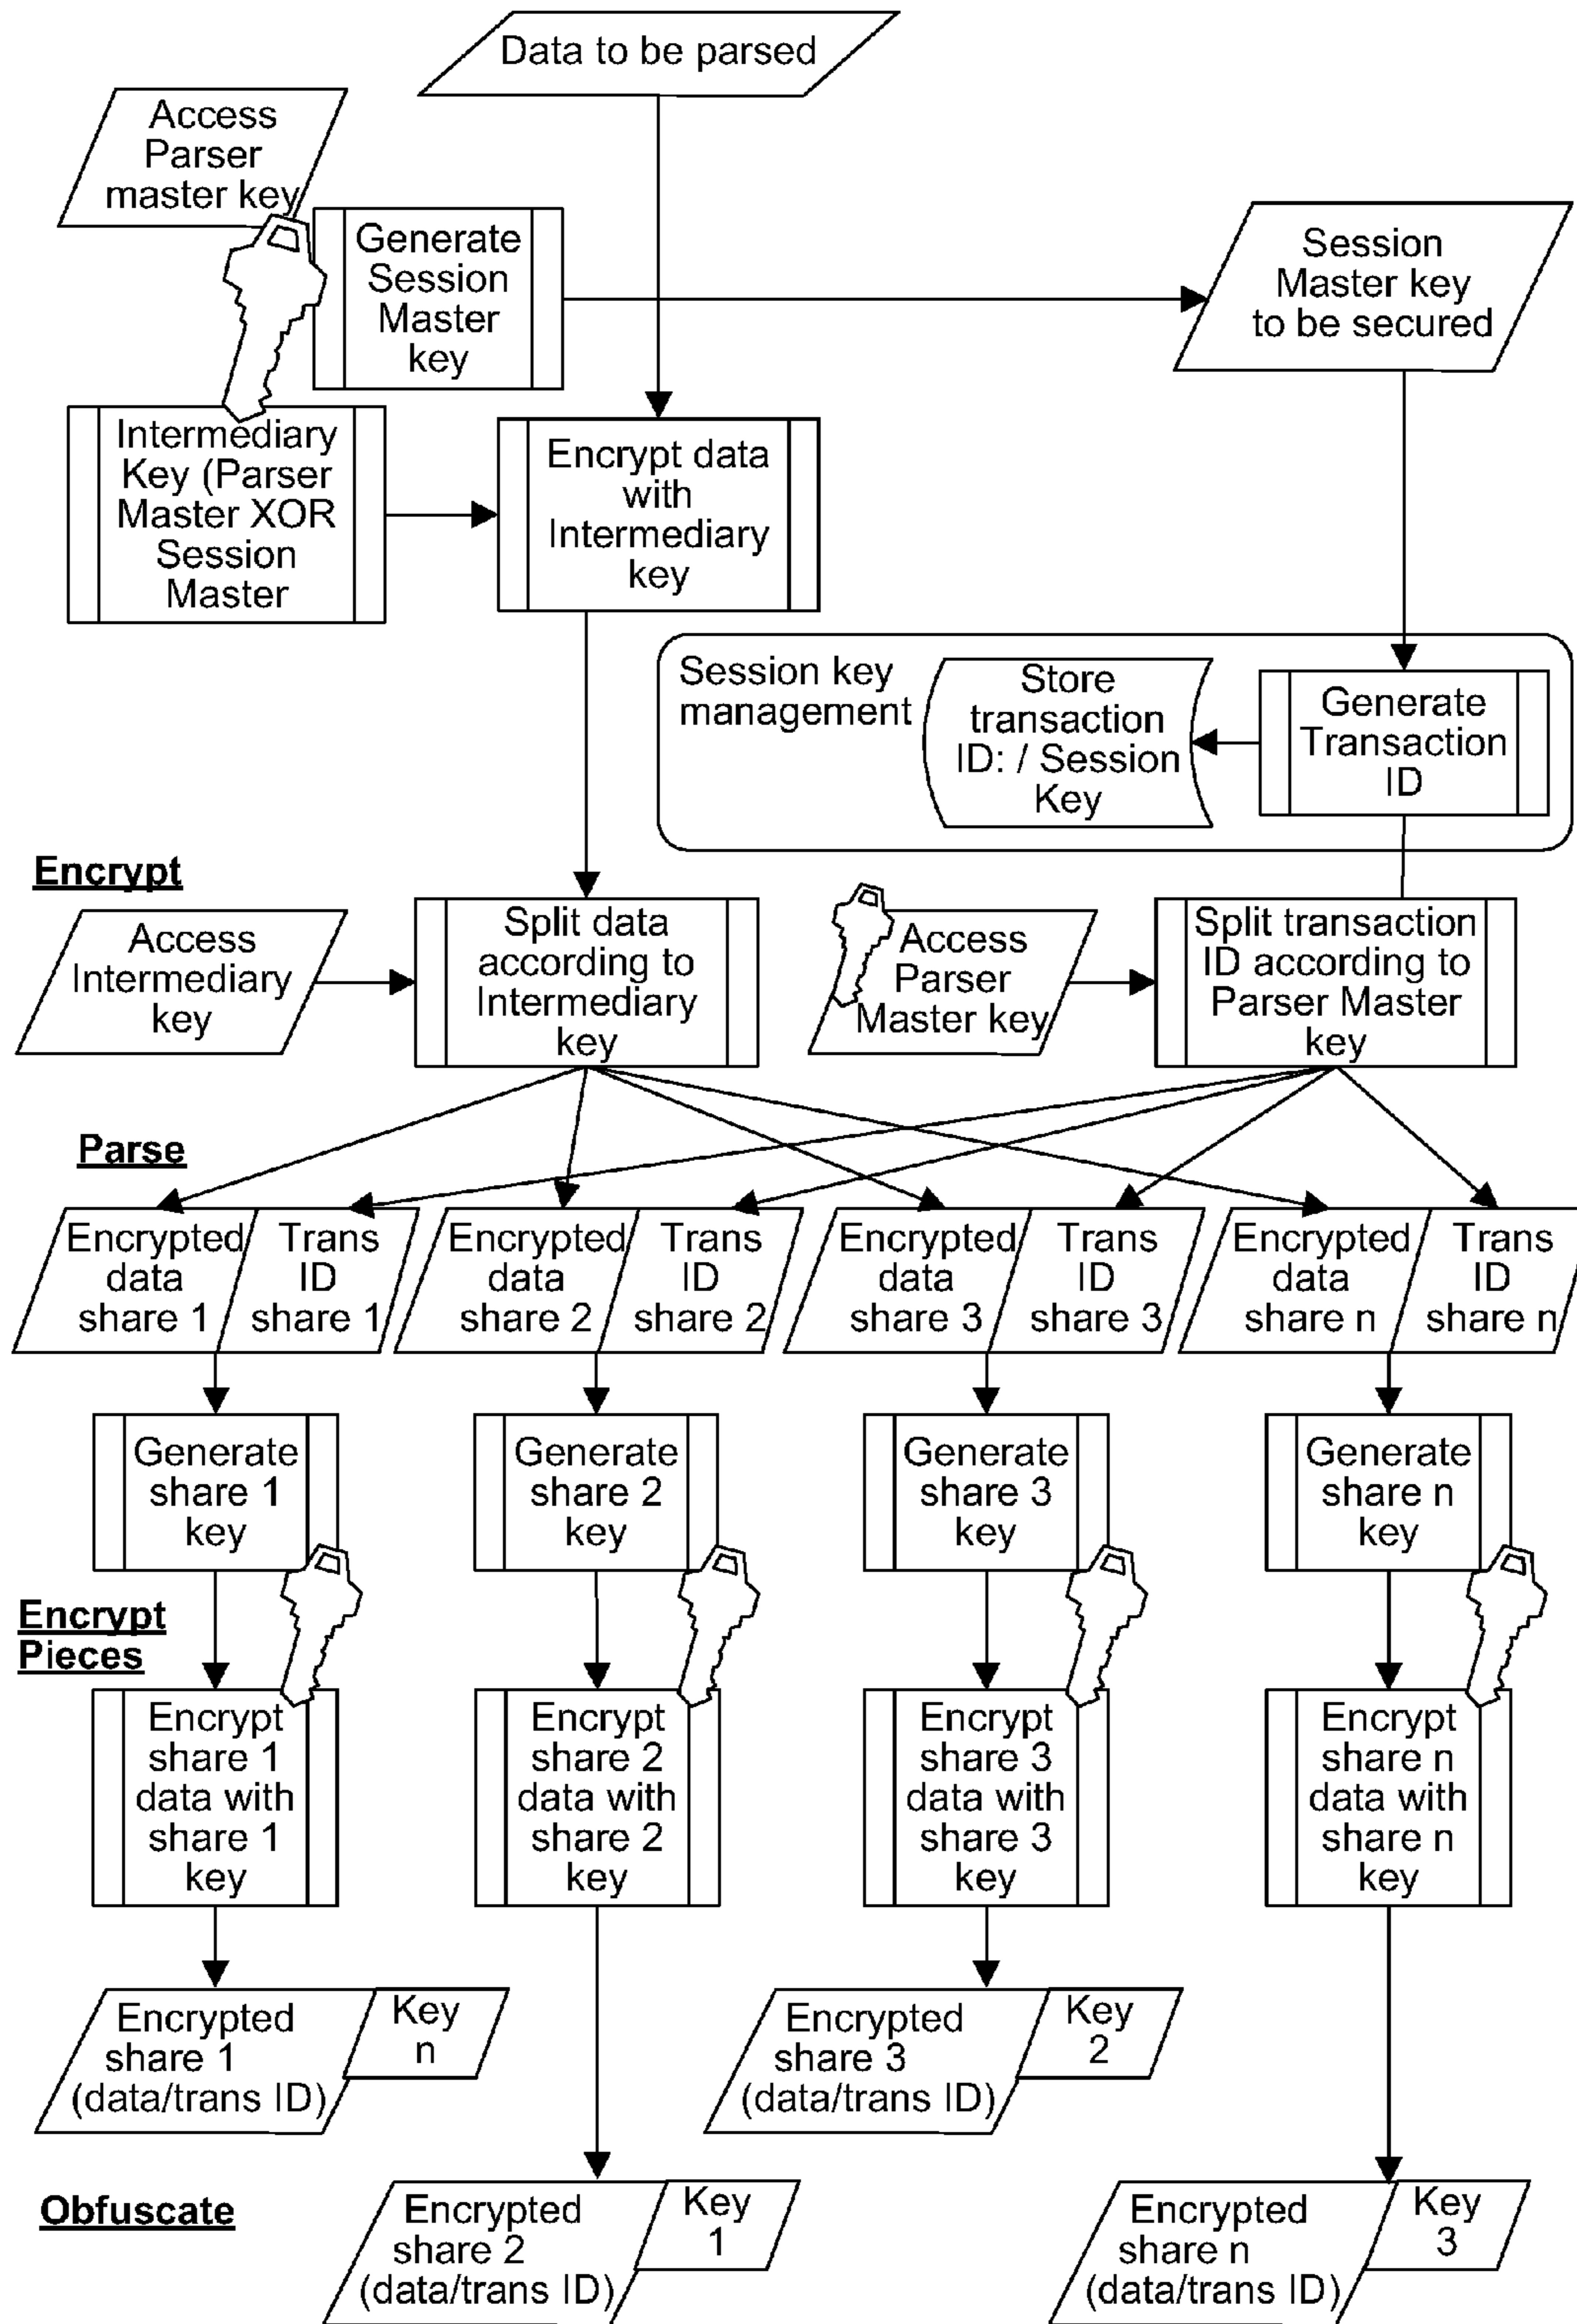 Data to be parsed
Access
Parser
master key
Generate
Session
Master
key
Session
Master key
to be secured
Intermediary
Key (Parser
Master XOR
Session
Master
Encrypt data
with
Intermediary
key
Session key
management
Store
transaction
ID: / Session
Key
Generate
Transaction
ID
Encrypt
Access
Intermediary
key
Split data
according to
Intermediary
key
Access
Parser
Master key
Split transaction
ID according to
Parser Master
key
Parse
Encrypted
data
share 1
Trans
ID
share 1
Encrypted
data
share 2
Trans
ID
share 2
Encrypted
data
share 3
Trans
ID
share 3
Encrypted
data
share n
Trans
ID
share n
Generate
share 1
key
Generate
share 2
key
Generate
share 3
key
Generate
share n
key
Encrypt
Pieces
Encrypt
share 1
data with
share 1
key
Encrypt
share 2
data with
share 2
key
Encrypt
share 3
data with
share 3
key
Encrypt
share n
data with
share n
key
Encrypted
share 1
(data/trans ID)
Key
n
Encrypted
share 3
(data/trans ID)
Key
2
Obfuscate
Encrypted
share 2
(data/trans ID)
Key
1
Encrypted
share n
(data/trans ID)
Key
3